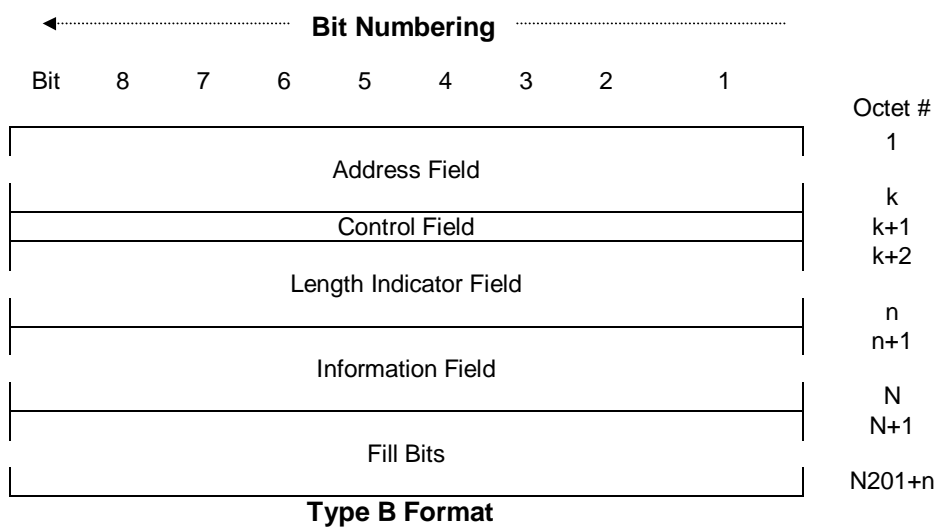 Bit Numbering
Bit 8 7 6 5 4 3 2 1
Octet #
1
Address Field
k
Control Field k+1
k+2
Length Indicator Field
n
n+1
Information Field
N
N+1
Fill Bits
N201+n
Type B Format